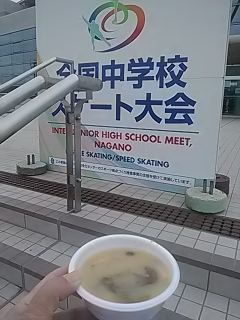 全国中学校
スケート大会
INTER JUNIOR HIGH SCHOOL MEET,
NAGANO
SKATING/SPEED SKATING